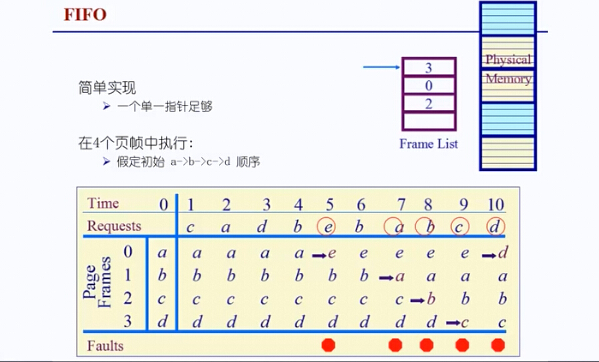 FIFO
简单实现
一个单一指针足够
在4个页帧中执行:
假定初始 a->b->c->d 顺序
3
0
2
Frame List
Physical
Memory
Time 0 1 2 3 4 5 6 7 8 9 10
Requests c a d b e b a b c d
Page Frames
0 a a a a a e e e e e d
1 b b b b b b b a a a a
2 c c c c c c c c b b b
3 d d d d d d d d d c c
Faults